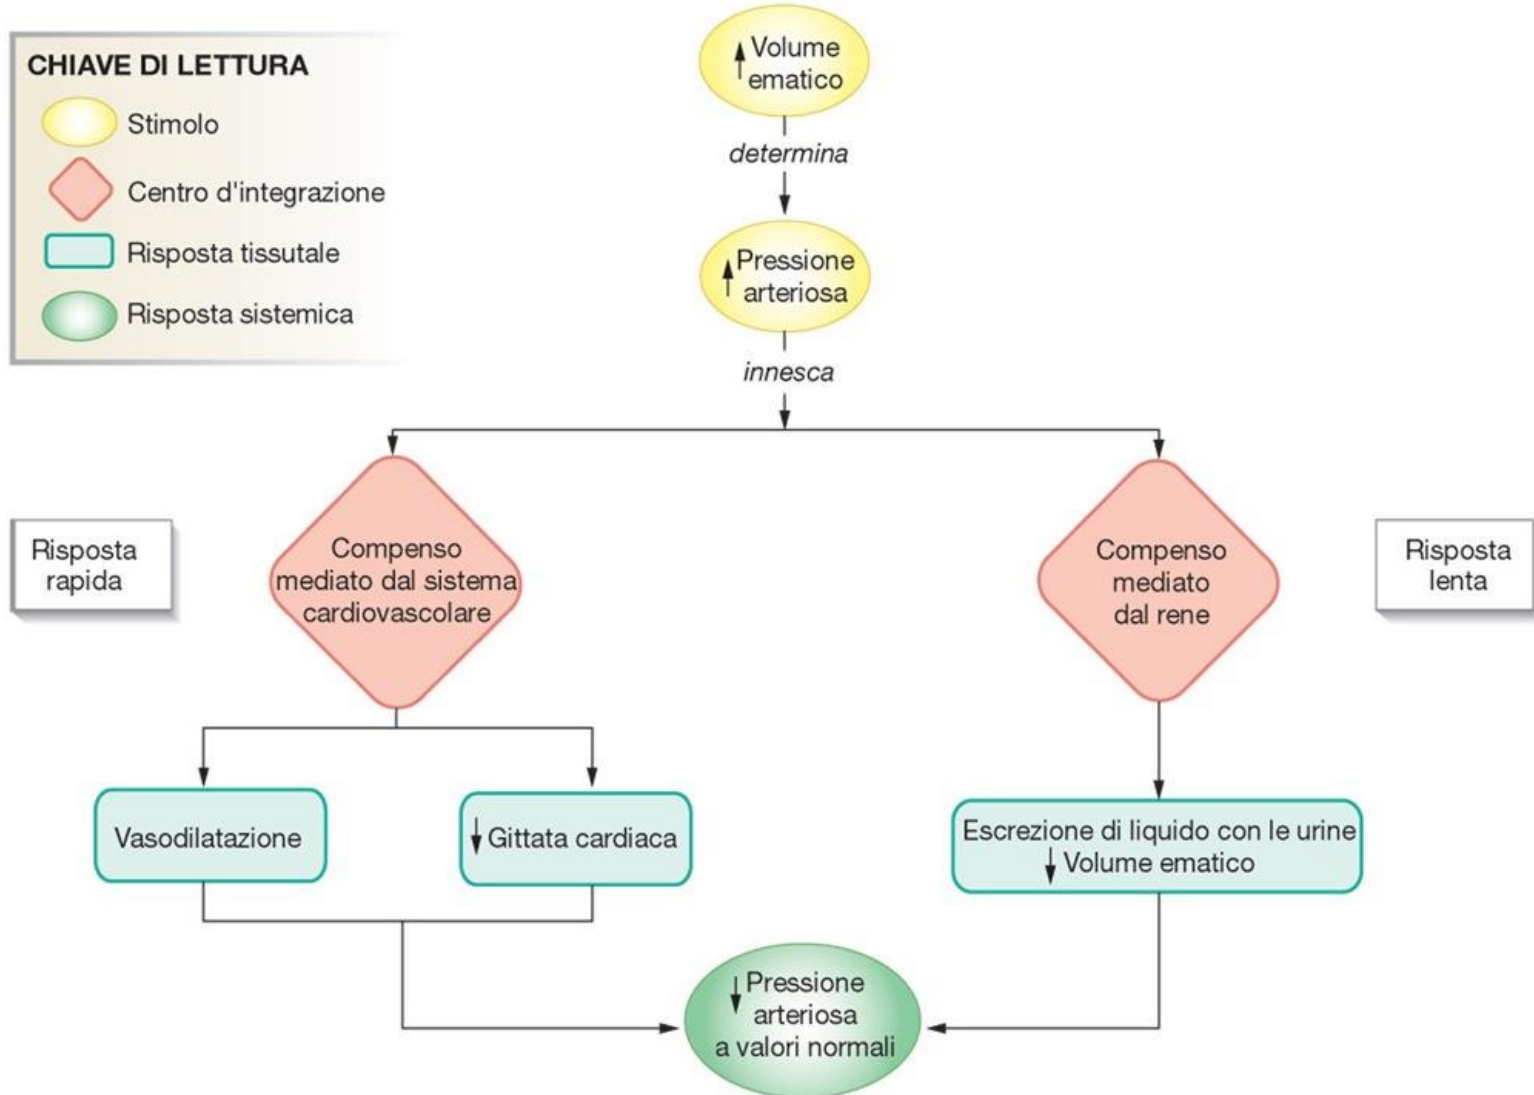 CHIAVE DI LETTURA
Stimolo
Centro d'integrazione
Risposta tissutale
Risposta sistemica
↑ Volume
ematico
determina
↑ Pressione
arteriosa
innesca
Risposta
rapida
Compenso
mediato dal sistema
cardiovascolare
Compenso
mediato
dal rene
Risposta
lenta
Vasodilatazione
↓ Gittata cardiaca
Escrezione di liquido con le urine
↓ Volume ematico
↓ Pressione
arteriosa
a valori normali